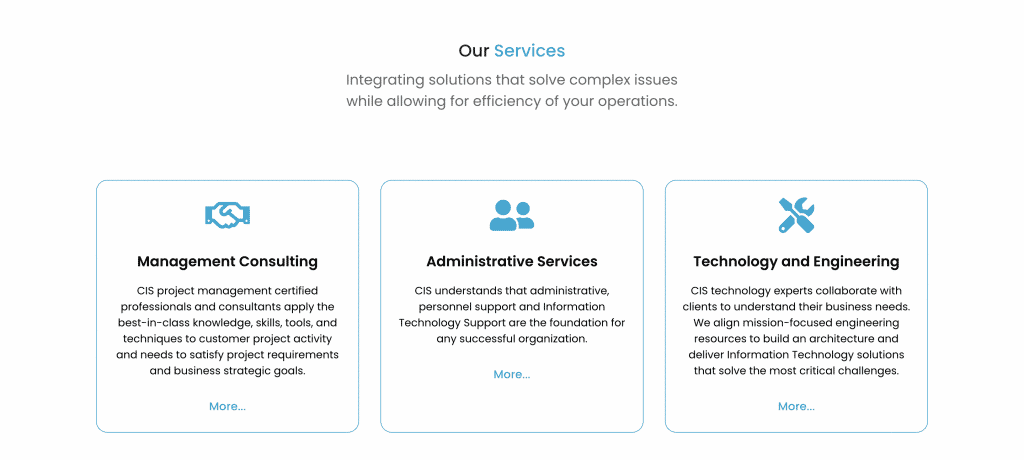 Our Services
Integrating solutions that solve complex issues
while allowing for efficiency of your operations.
Management Consulting
CIS project management certified
professionals and consultants apply the
best-in-class knowledge, skills, tools, and
techniques to customer project activity
and needs to satisfy project requirements
and business strategic goals.
More...
Administrative Services
CIS understands that administrative,
personnel support and Information
Technology Support are the foundation for
any successful organization.
More...
Technology and Engineering
CIS technology experts collaborate with
clients to understand their business needs.
We align mission-focused engineering
resources to build an architecture and
deliver Information Technology solutions
that solve the most critical challenges.
More...